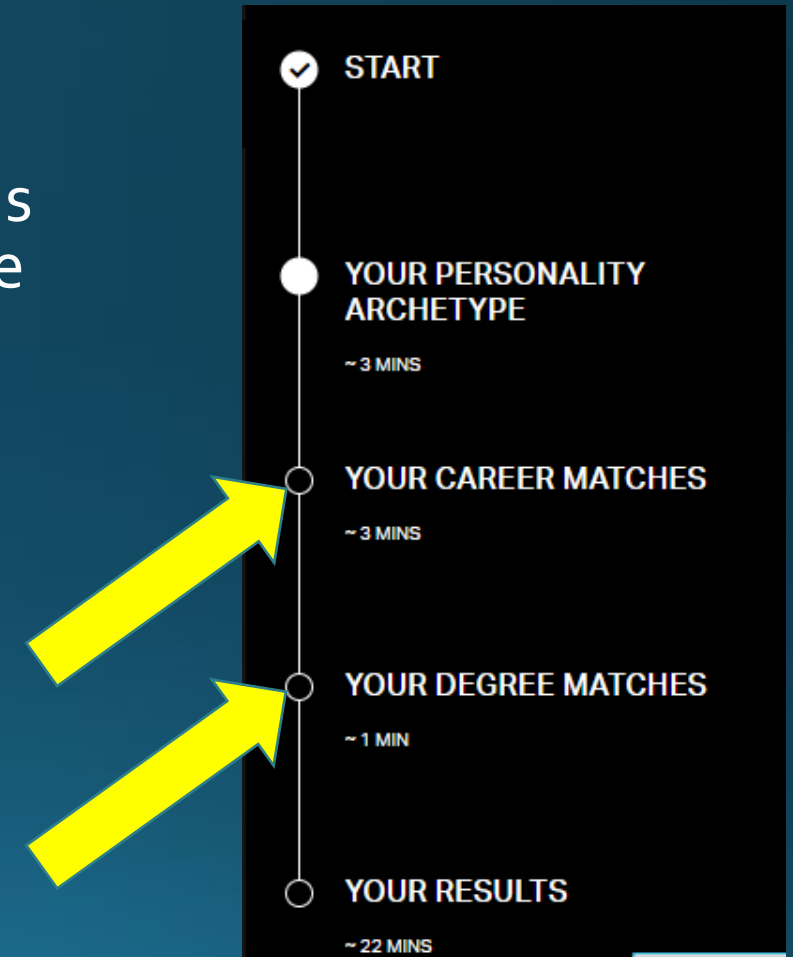 s
e
START
YOUR PERSONALITY
ARCHETYPE
~ 3 MINS
YOUR CAREER MATCHES
~ 3 MINS
YOUR DEGREE MATCHES
~ 1 MIN
YOUR RESULTS
~ 22 MINS